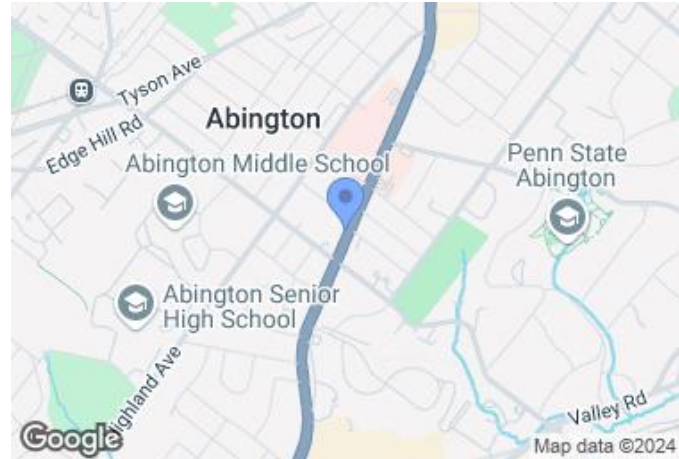 Tyson Ave
Edge Hill Rd
Abington
Abington Middle School
Penn State
Abington
Abington Senior
High School
Highland Ave
Valley Rd
Google
Map data ©2024